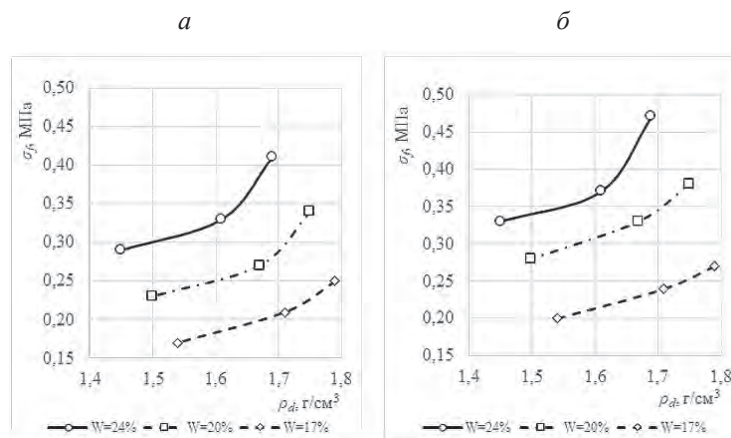 а б
0,50 0,50
0,45 0,45
0,40 0,40
0,35 0,35
0,30 0,30
0,25 0,25
0,20 0,20
0,15 0,15
σf, МПа σf, МПа
1,4 1,5 1,6 1,7 1,8 1,4 1,5 1,6 1,7 1,8
ρd, г/см³ ρd, г/см³
W=24% W=20% W=17% W=24% W=20% W=17%